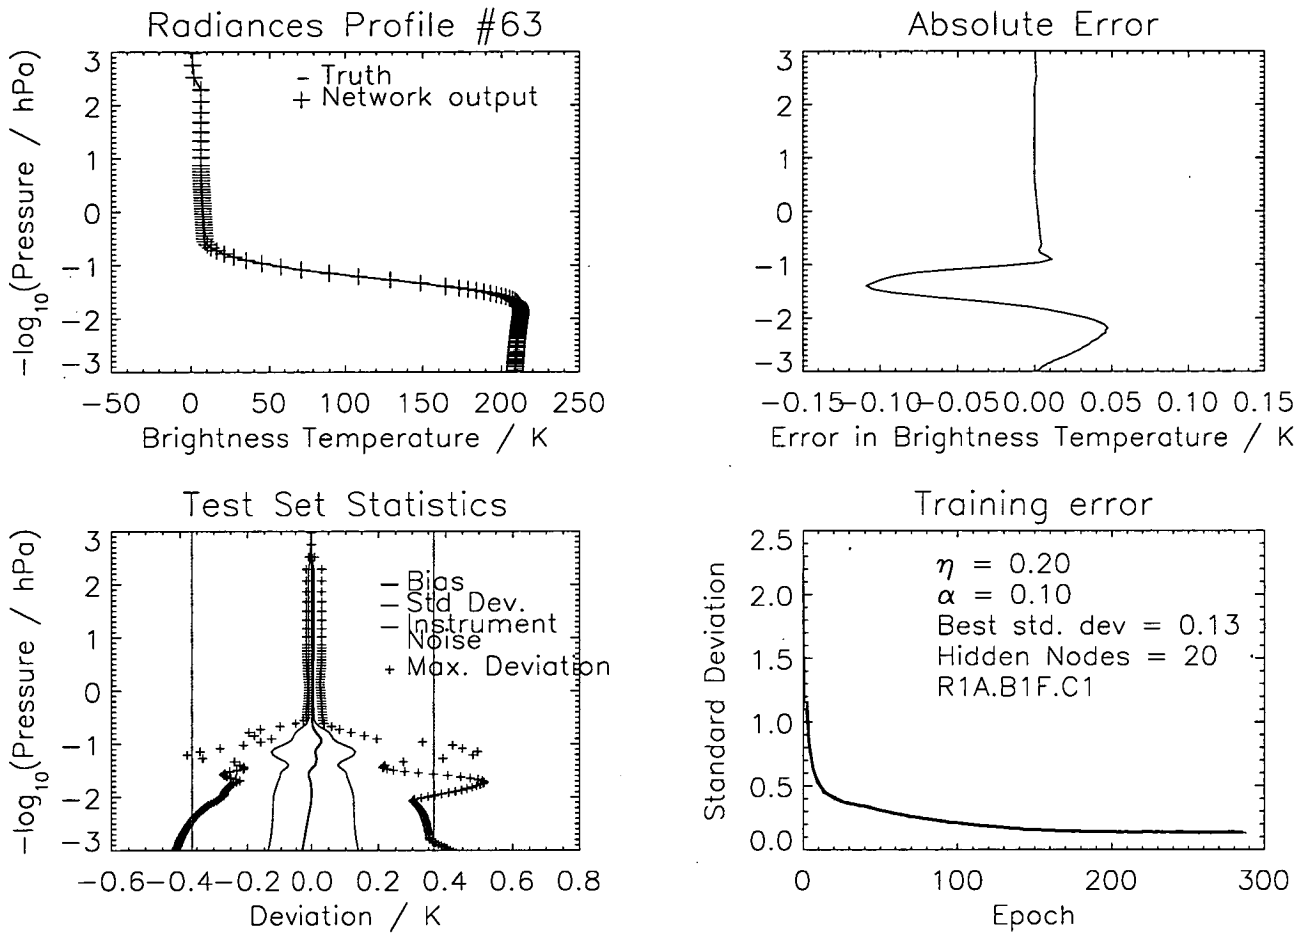 Radiances Profile #63
−log10(Pressure / hPa)
3
2
1
0
−1
−2
−3
− Truth
+ Network output
−50 0 50 100 150 200 250
Brightness Temperature / K
Absolute Error
3
2
1
0
−1
−2
−3
−0.15−0.10−0.050.00 0.05 0.10 0.15
Error in Brightness Temperature / K
Test Set Statistics
−log10(Pressure / hPa)
3
2
1
0
−1
−2
−3
− Bias
− Std Dev.
− Instrument
Noise
+ Max. Deviation
−0.6−0.4−0.2 0.0 0.2 0.4 0.6 0.8
Deviation / K
Training error
Standard Deviation
2.5
2.0
1.5
1.0
0.5
0.0
η = 0.20
α = 0.10
Best std. dev = 0.13
Hidden Nodes = 20
R1A.B1F.C1
0 100 200 300
Epoch